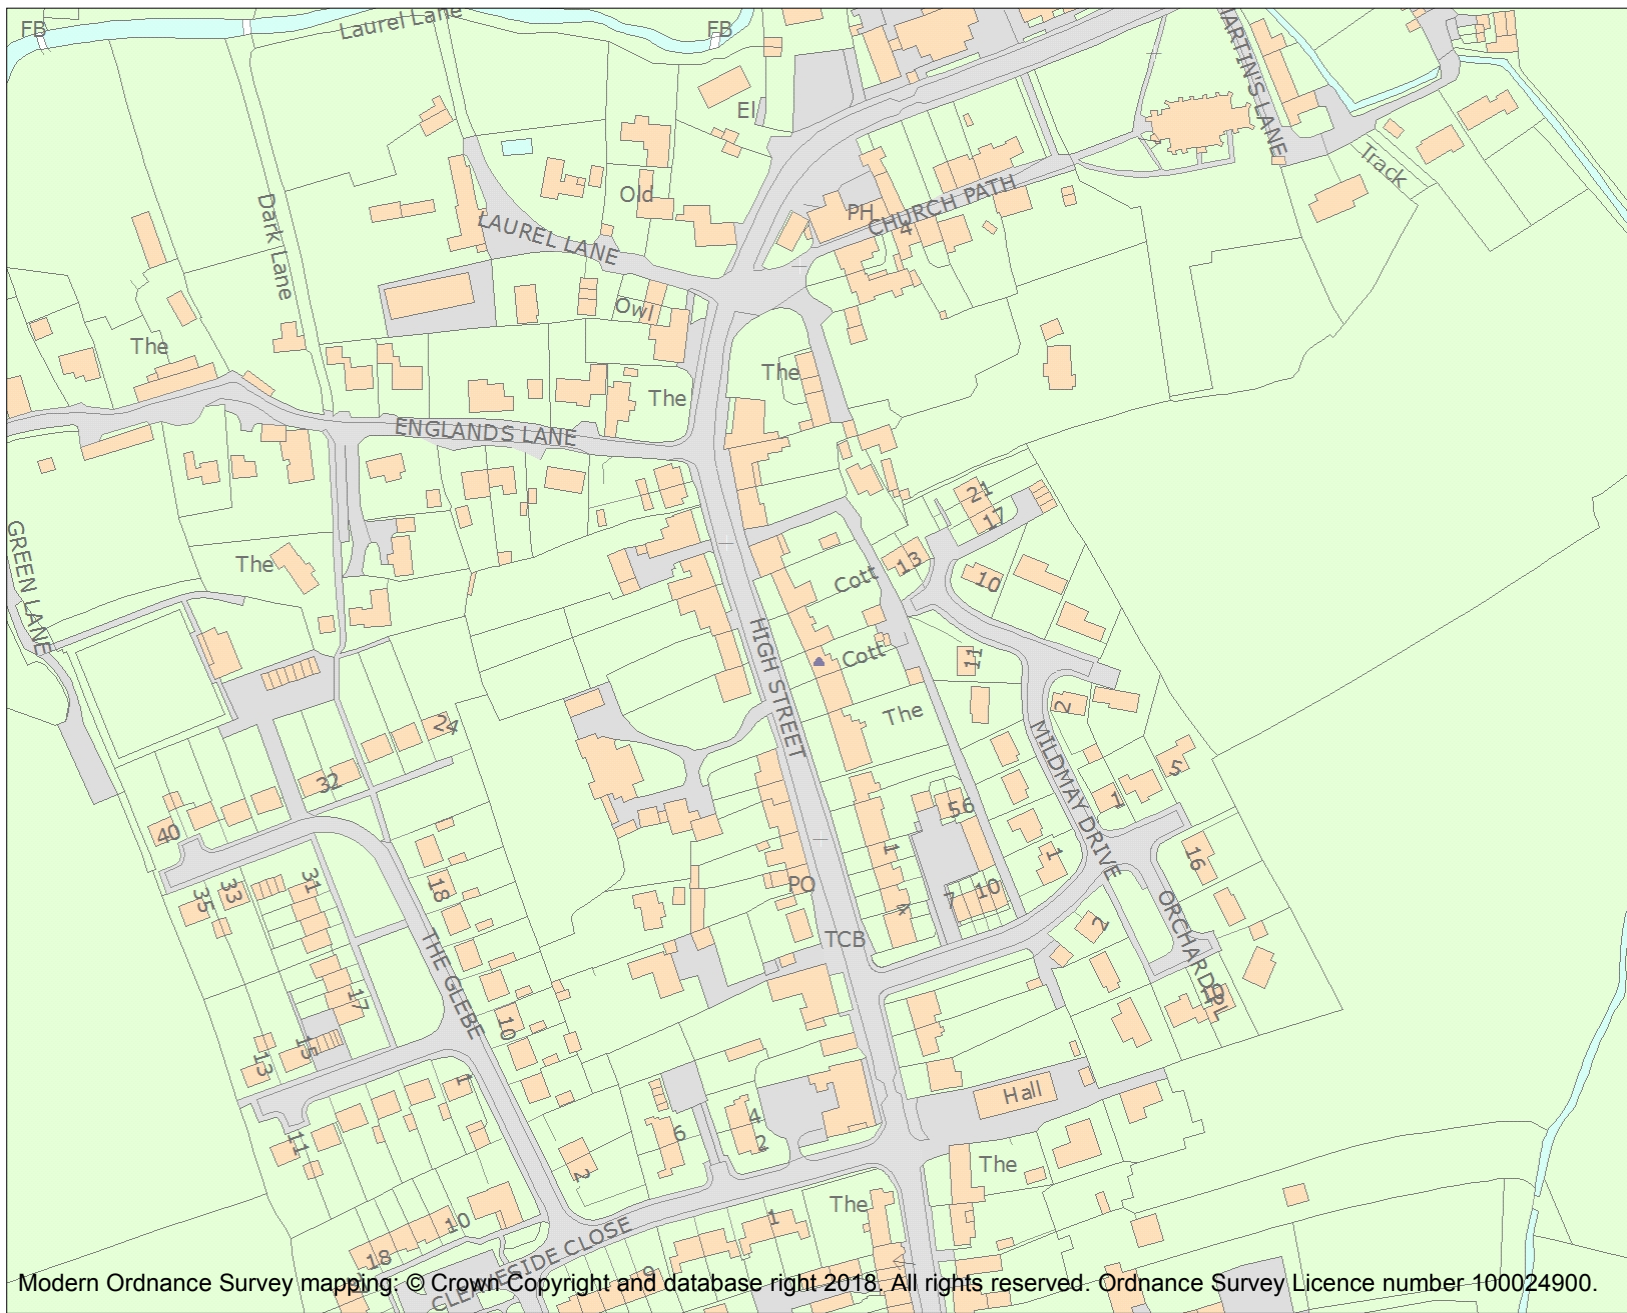 FB
Laurel Lane
FB
MARTIN'S LANE
El
Track
Dark Lane
Old
PH
CHURCH PATH
4
LAUREL LANE
Owl
The
The
The
ENGLANDS LANE
GREEN LANE
21
17
The
Cott
13
10
HIGH STREET
Cott
11
The
2
24
MILDMAY DRIVE
32
5
1
56
40
1
1
16
35
33
31
18
PO
7
10
4
ORCHARD PL
2
TCB
THE GLEBE
17
10
10
15
13
1
Hall
4
2
6
11
The
2
The
10
1
18
CLEAVESIDE CLOSE
9
Modern Ordnance Survey mapping: © Crown Copyright and database right 2018. All rights reserved. Ordnance Survey Licence number 100024900.